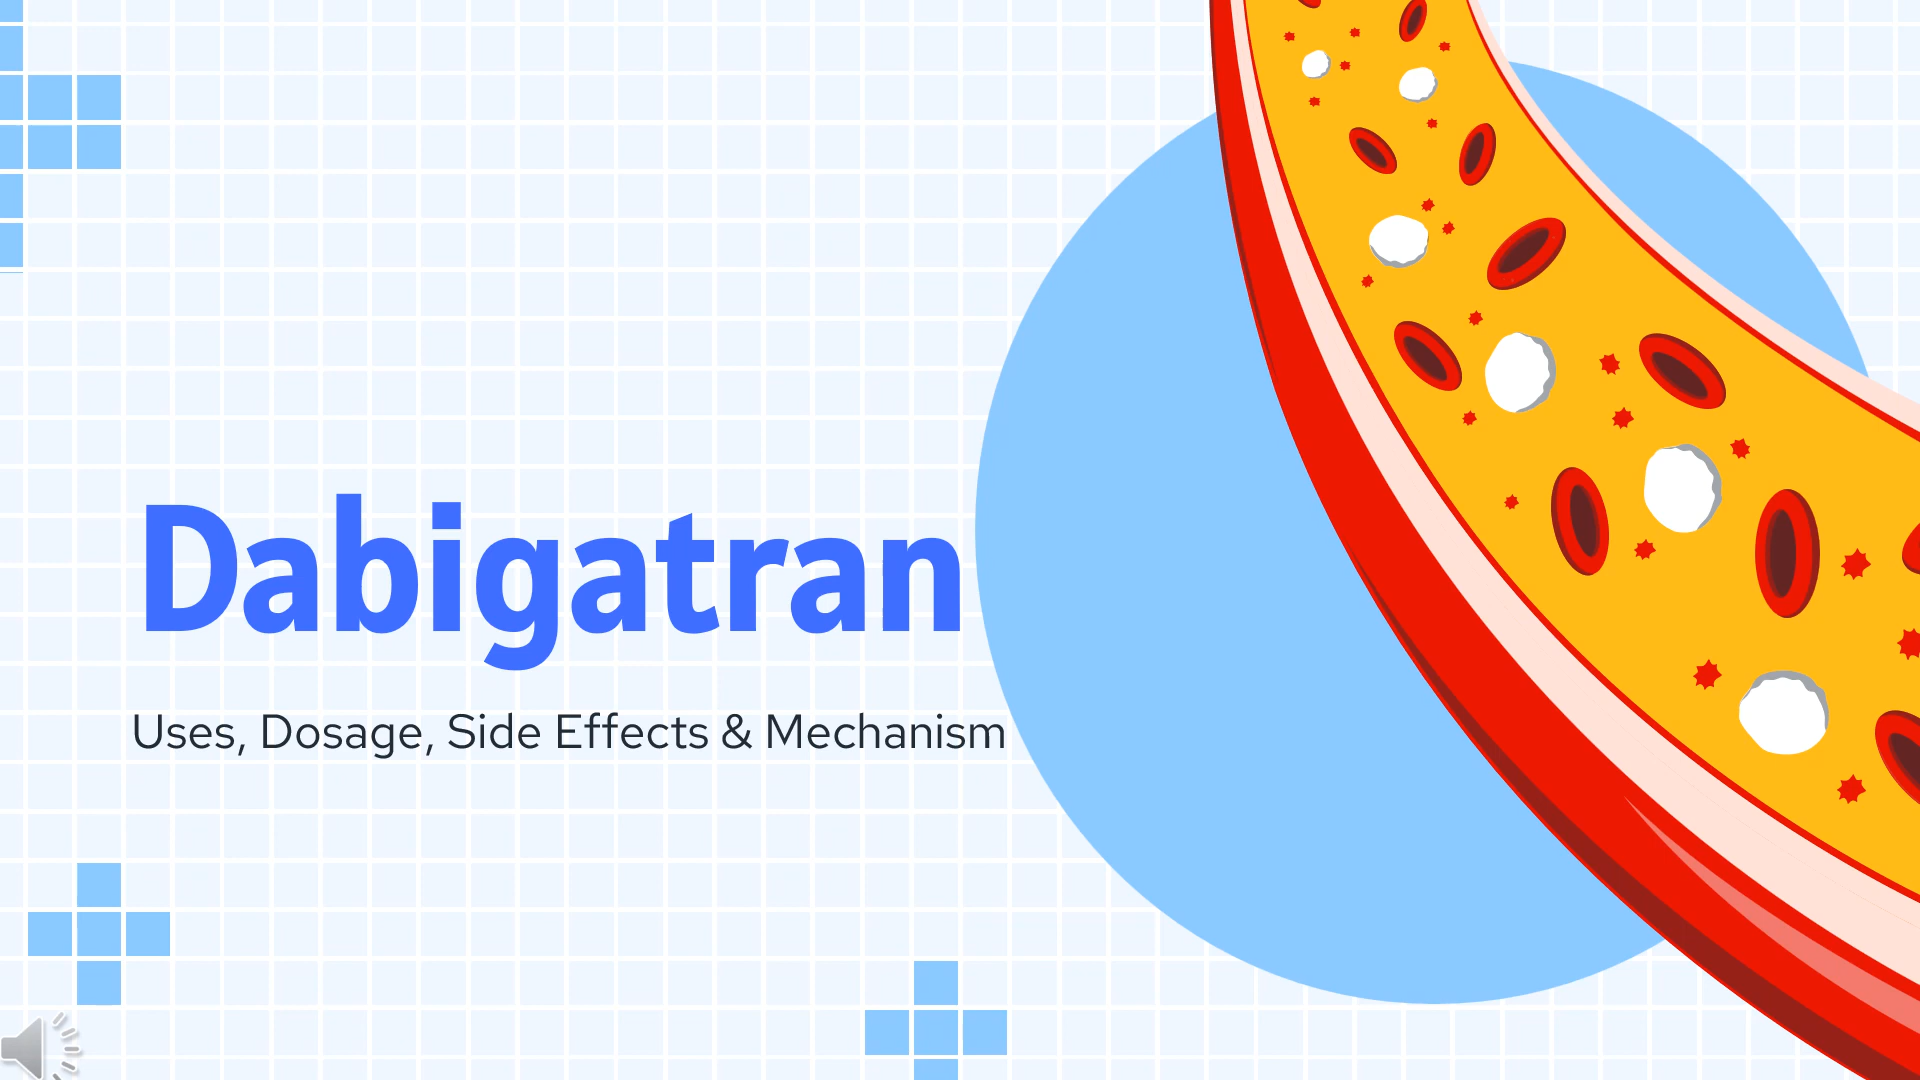 Dabigatran
Uses, Dosage, Side Effects & Mechanism